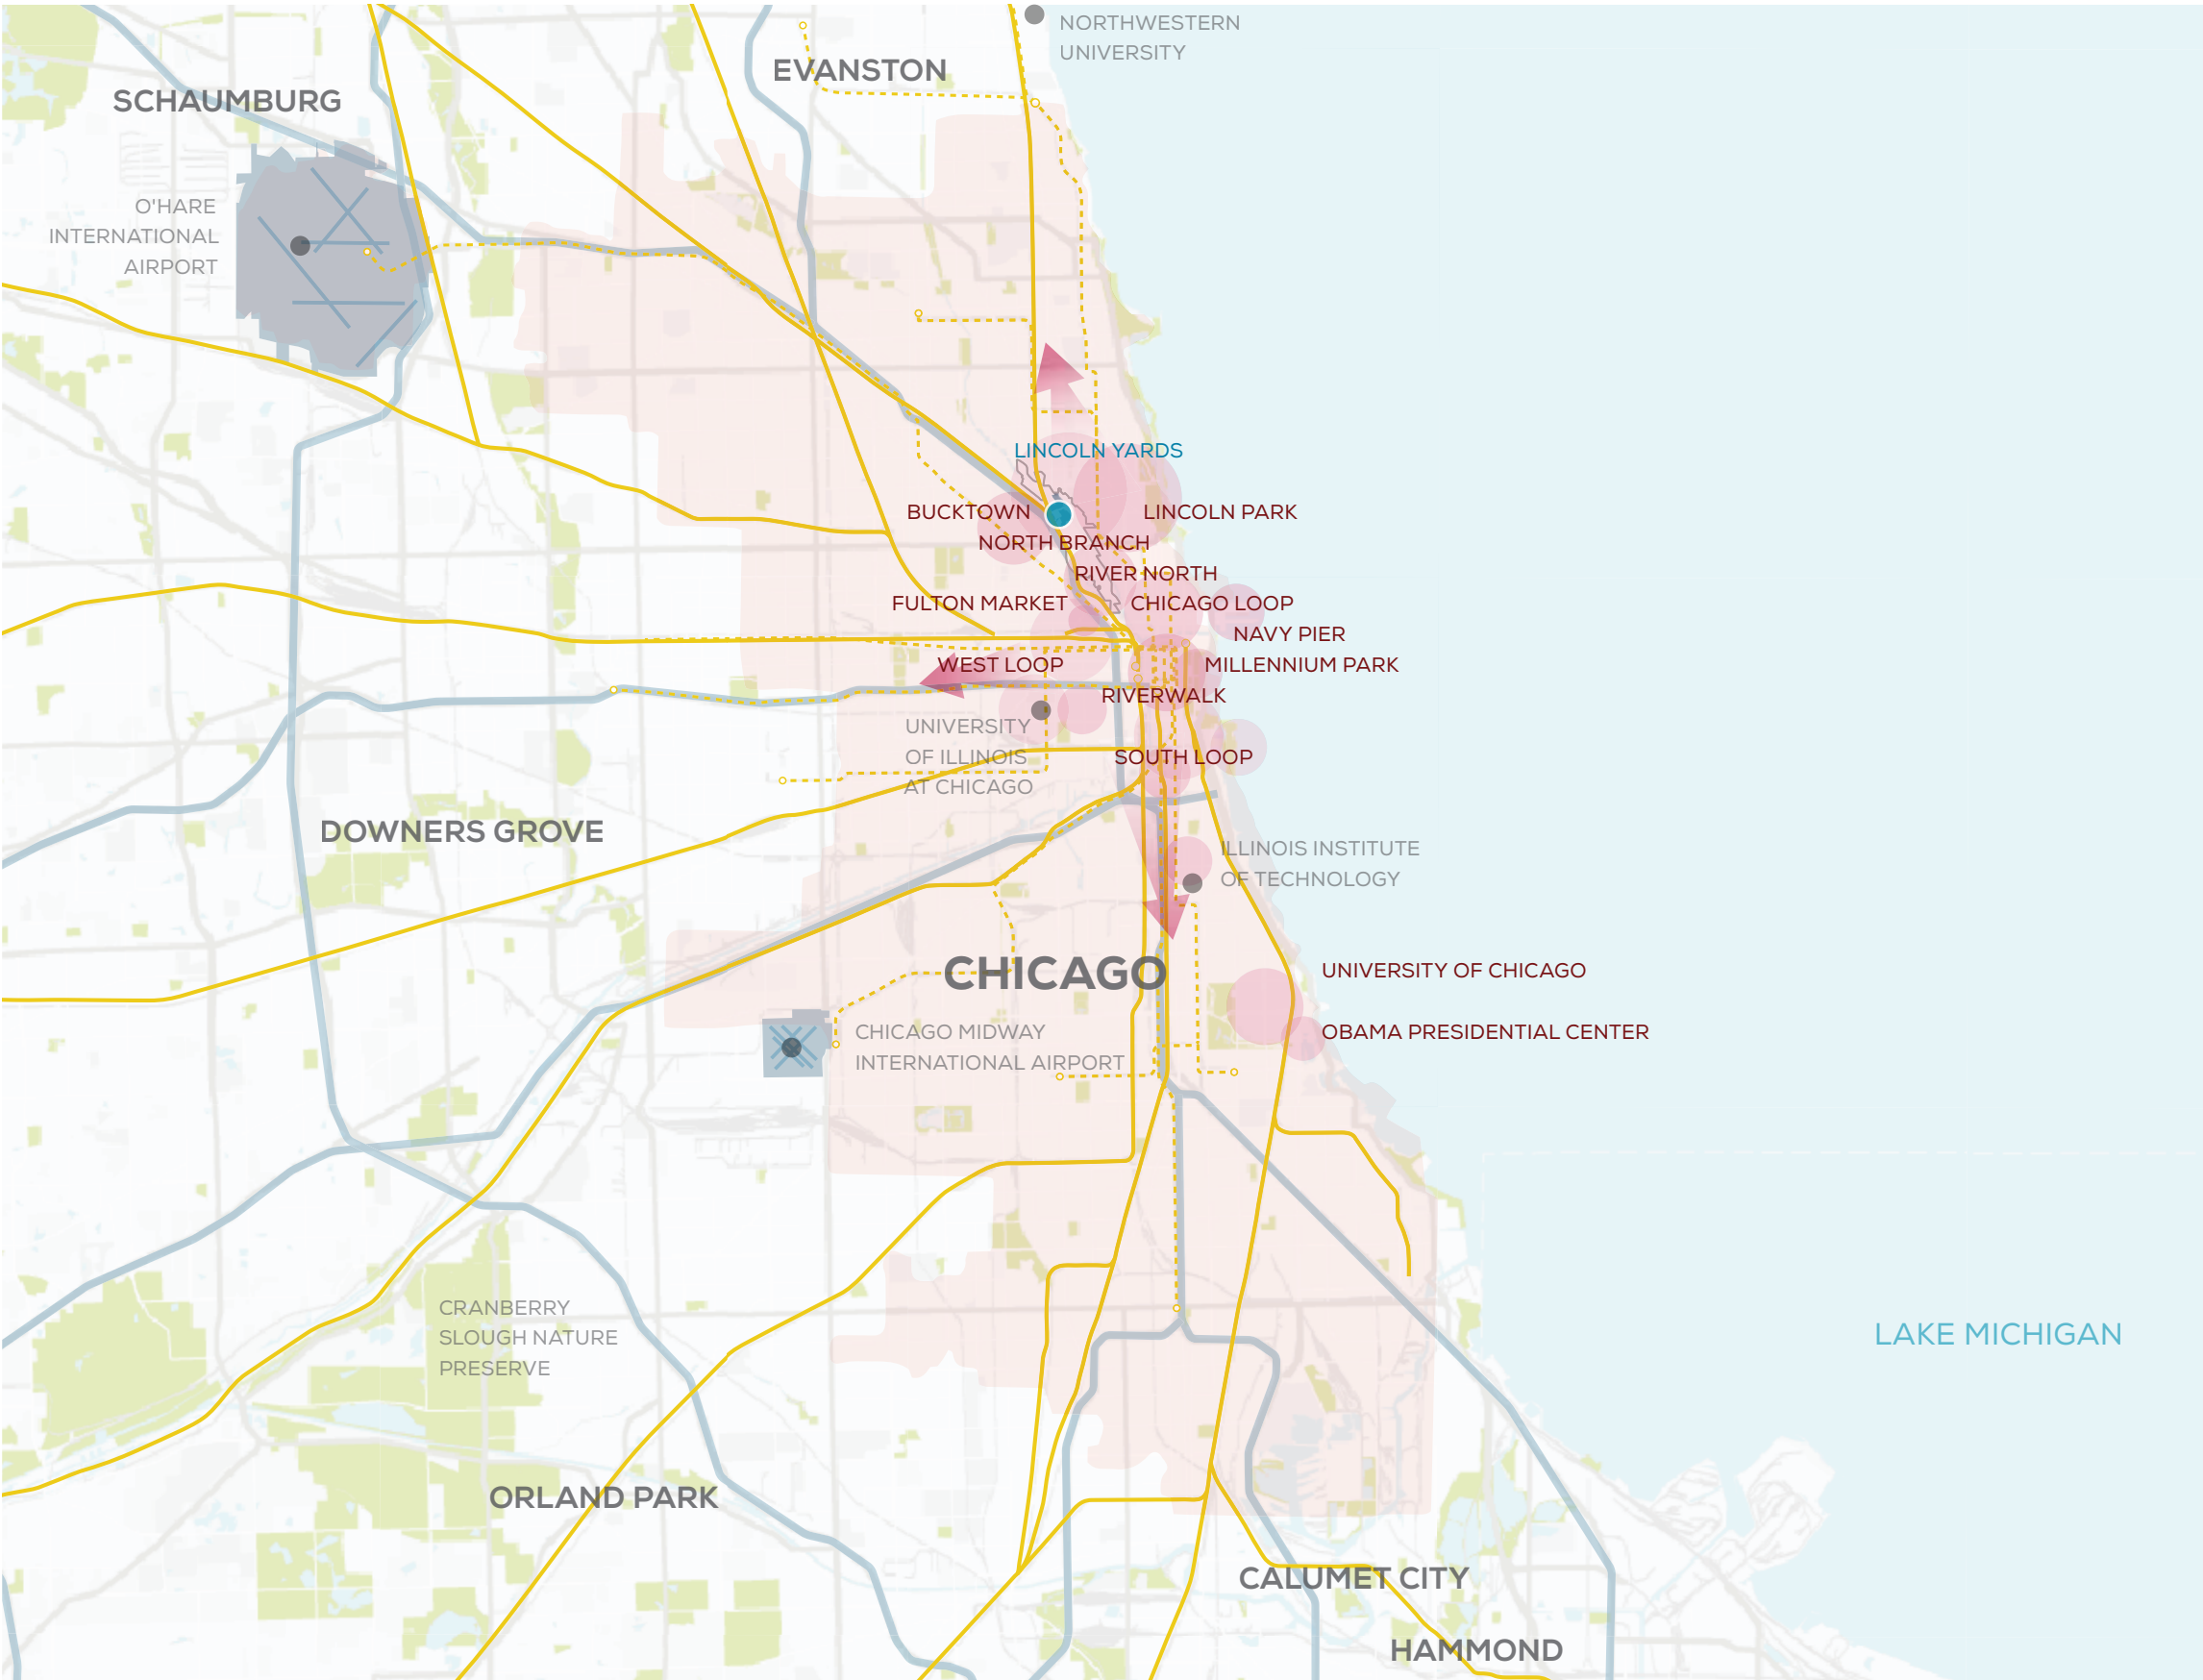 NORTHWESTERN
UNIVERSITY
EVANSTON
SCHAUMBURG
O'HARE
INTERNATIONAL
AIRPORT
LINCOLN YARDS
BUCKTOWN
LINCOLN PARK
NORTH BRANCH
RIVER NORTH
FULTON MARKET
CHICAGO LOOP
NAVY PIER
WEST LOOP
MILLENNIUM PARK
RIVERWALK
UNIVERSITY
OF ILLINOIS
AT CHICAGO
SOUTH LOOP
DOWNERS GROVE
ILLINOIS INSTITUTE
OF TECHNOLOGY
CHICAGO
UNIVERSITY OF CHICAGO
CHICAGO MIDWAY
INTERNATIONAL AIRPORT
OBAMA PRESIDENTIAL CENTER
CRANBERRY
SLOUGH NATURE
PRESERVE
LAKE MICHIGAN
ORLAND PARK
CALUMET CITY
HAMMOND